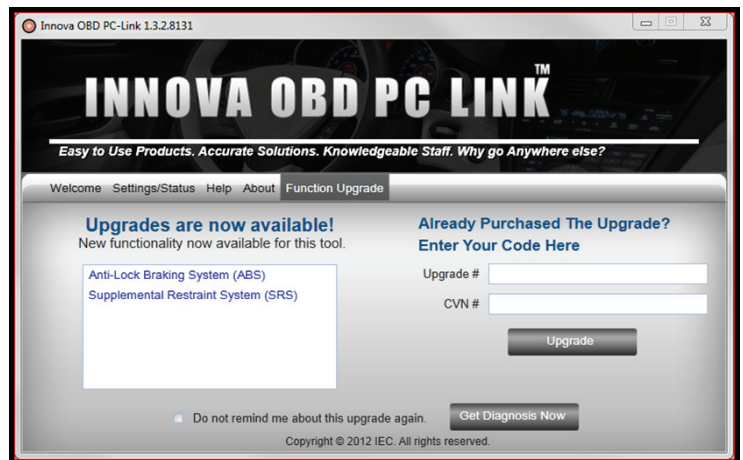 Innova OBD PC-Link 1.3.2.8131
INNOVA OBD PC LINK™
Easy to Use Products. Accurate Solutions. Knowledgeable Staff. Why go Anywhere else?
Welcome Settings/Status Help About Function Upgrade
Upgrades are now available!
New functionality now available for this tool.
Anti-Lock Braking System (ABS)
Supplemental Restraint System (SRS)
Already Purchased The Upgrade?
Enter Your Code Here
Upgrade #
CVN #
Upgrade
Do not remind me about this upgrade again.
Get Diagnosis Now
Copyright © 2012 IEC. All rights reserved.